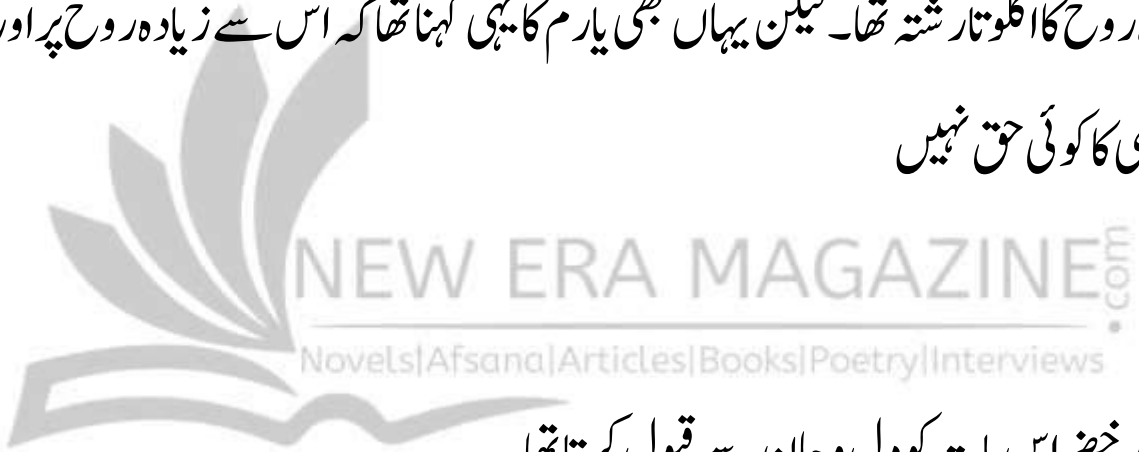 روح کا اکلوتا رشتہ تھا۔ لیکن یہاں بھی یارم کا یہی کہنا تھا کہ اس سے زیادہ روح پر اور
کا کوئی حق نہیں
NEW ERA MAGAZINE.com
Novels|Afsana|Articles|Books|Poetry|Interviews
خضر اس بات کو دل و جان سے قبول کرتا تھا